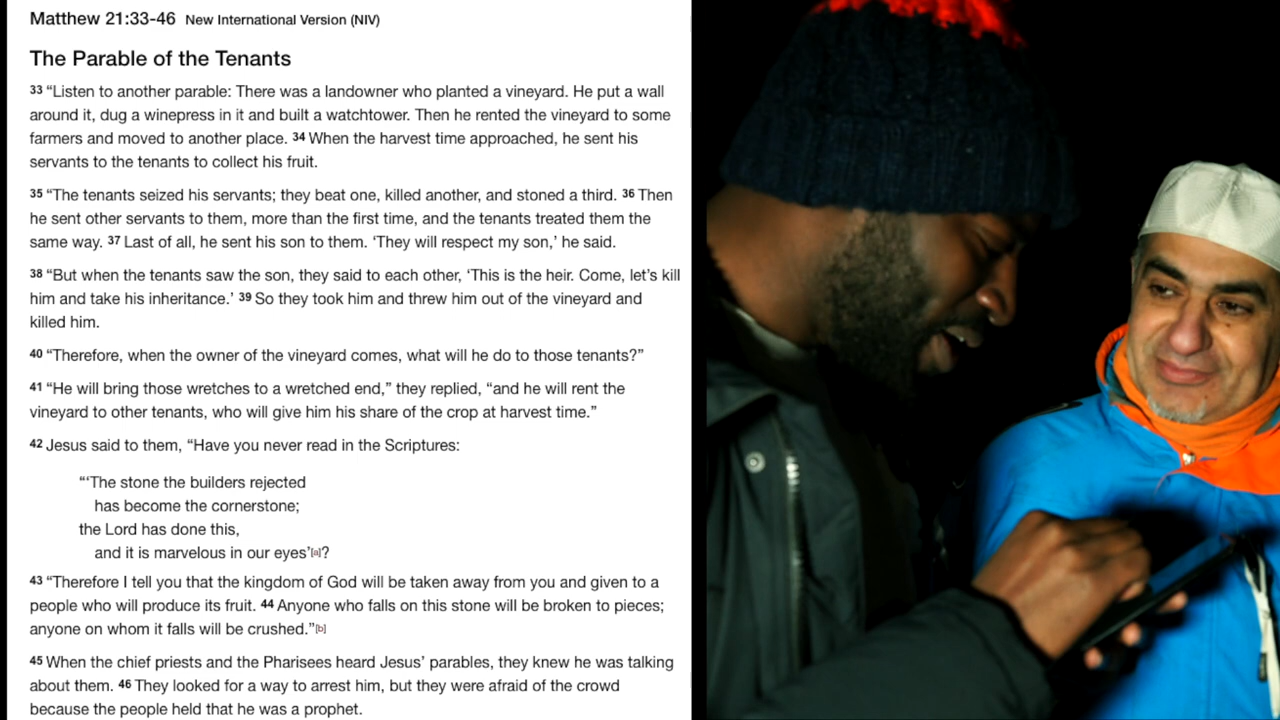 Matthew 21:33-46 New International Version (NIV)
The Parable of the Tenants
33 “Listen to another parable: There was a landowner who planted a vineyard. He put a wall
around it, dug a winepress in it and built a watchtower. Then he rented the vineyard to some
farmers and moved to another place. 34 When the harvest time approached, he sent his
servants to the tenants to collect his fruit.
35 “The tenants seized his servants; they beat one, killed another, and stoned a third. 36 Then
he sent other servants to them, more than the first time, and the tenants treated them the
same way. 37 Last of all, he sent his son to them. ‘They will respect my son,’ he said.
38 “But when the tenants saw the son, they said to each other, ‘This is the heir. Come, let’s kill
him and take his inheritance.’ 39 So they took him and threw him out of the vineyard and
killed him.
40 “Therefore, when the owner of the vineyard comes, what will he do to those tenants?”
41 “He will bring those wretches to a wretched end,” they replied, “and he will rent the
vineyard to other tenants, who will give him his share of the crop at harvest time.”
42 Jesus said to them, “Have you never read in the Scriptures:
“‘The stone the builders rejected
has become the cornerstone;
the Lord has done this,
and it is marvelous in our eyes’[a]?
43 “Therefore I tell you that the kingdom of God will be taken away from you and given to a
people who will produce its fruit. 44 Anyone who falls on this stone will be broken to pieces;
anyone on whom it falls will be crushed.”[b]
45 When the chief priests and the Pharisees heard Jesus’ parables, they knew he was talking
about them. 46 They looked for a way to arrest him, but they were afraid of the crowd
because the people held that he was a prophet.